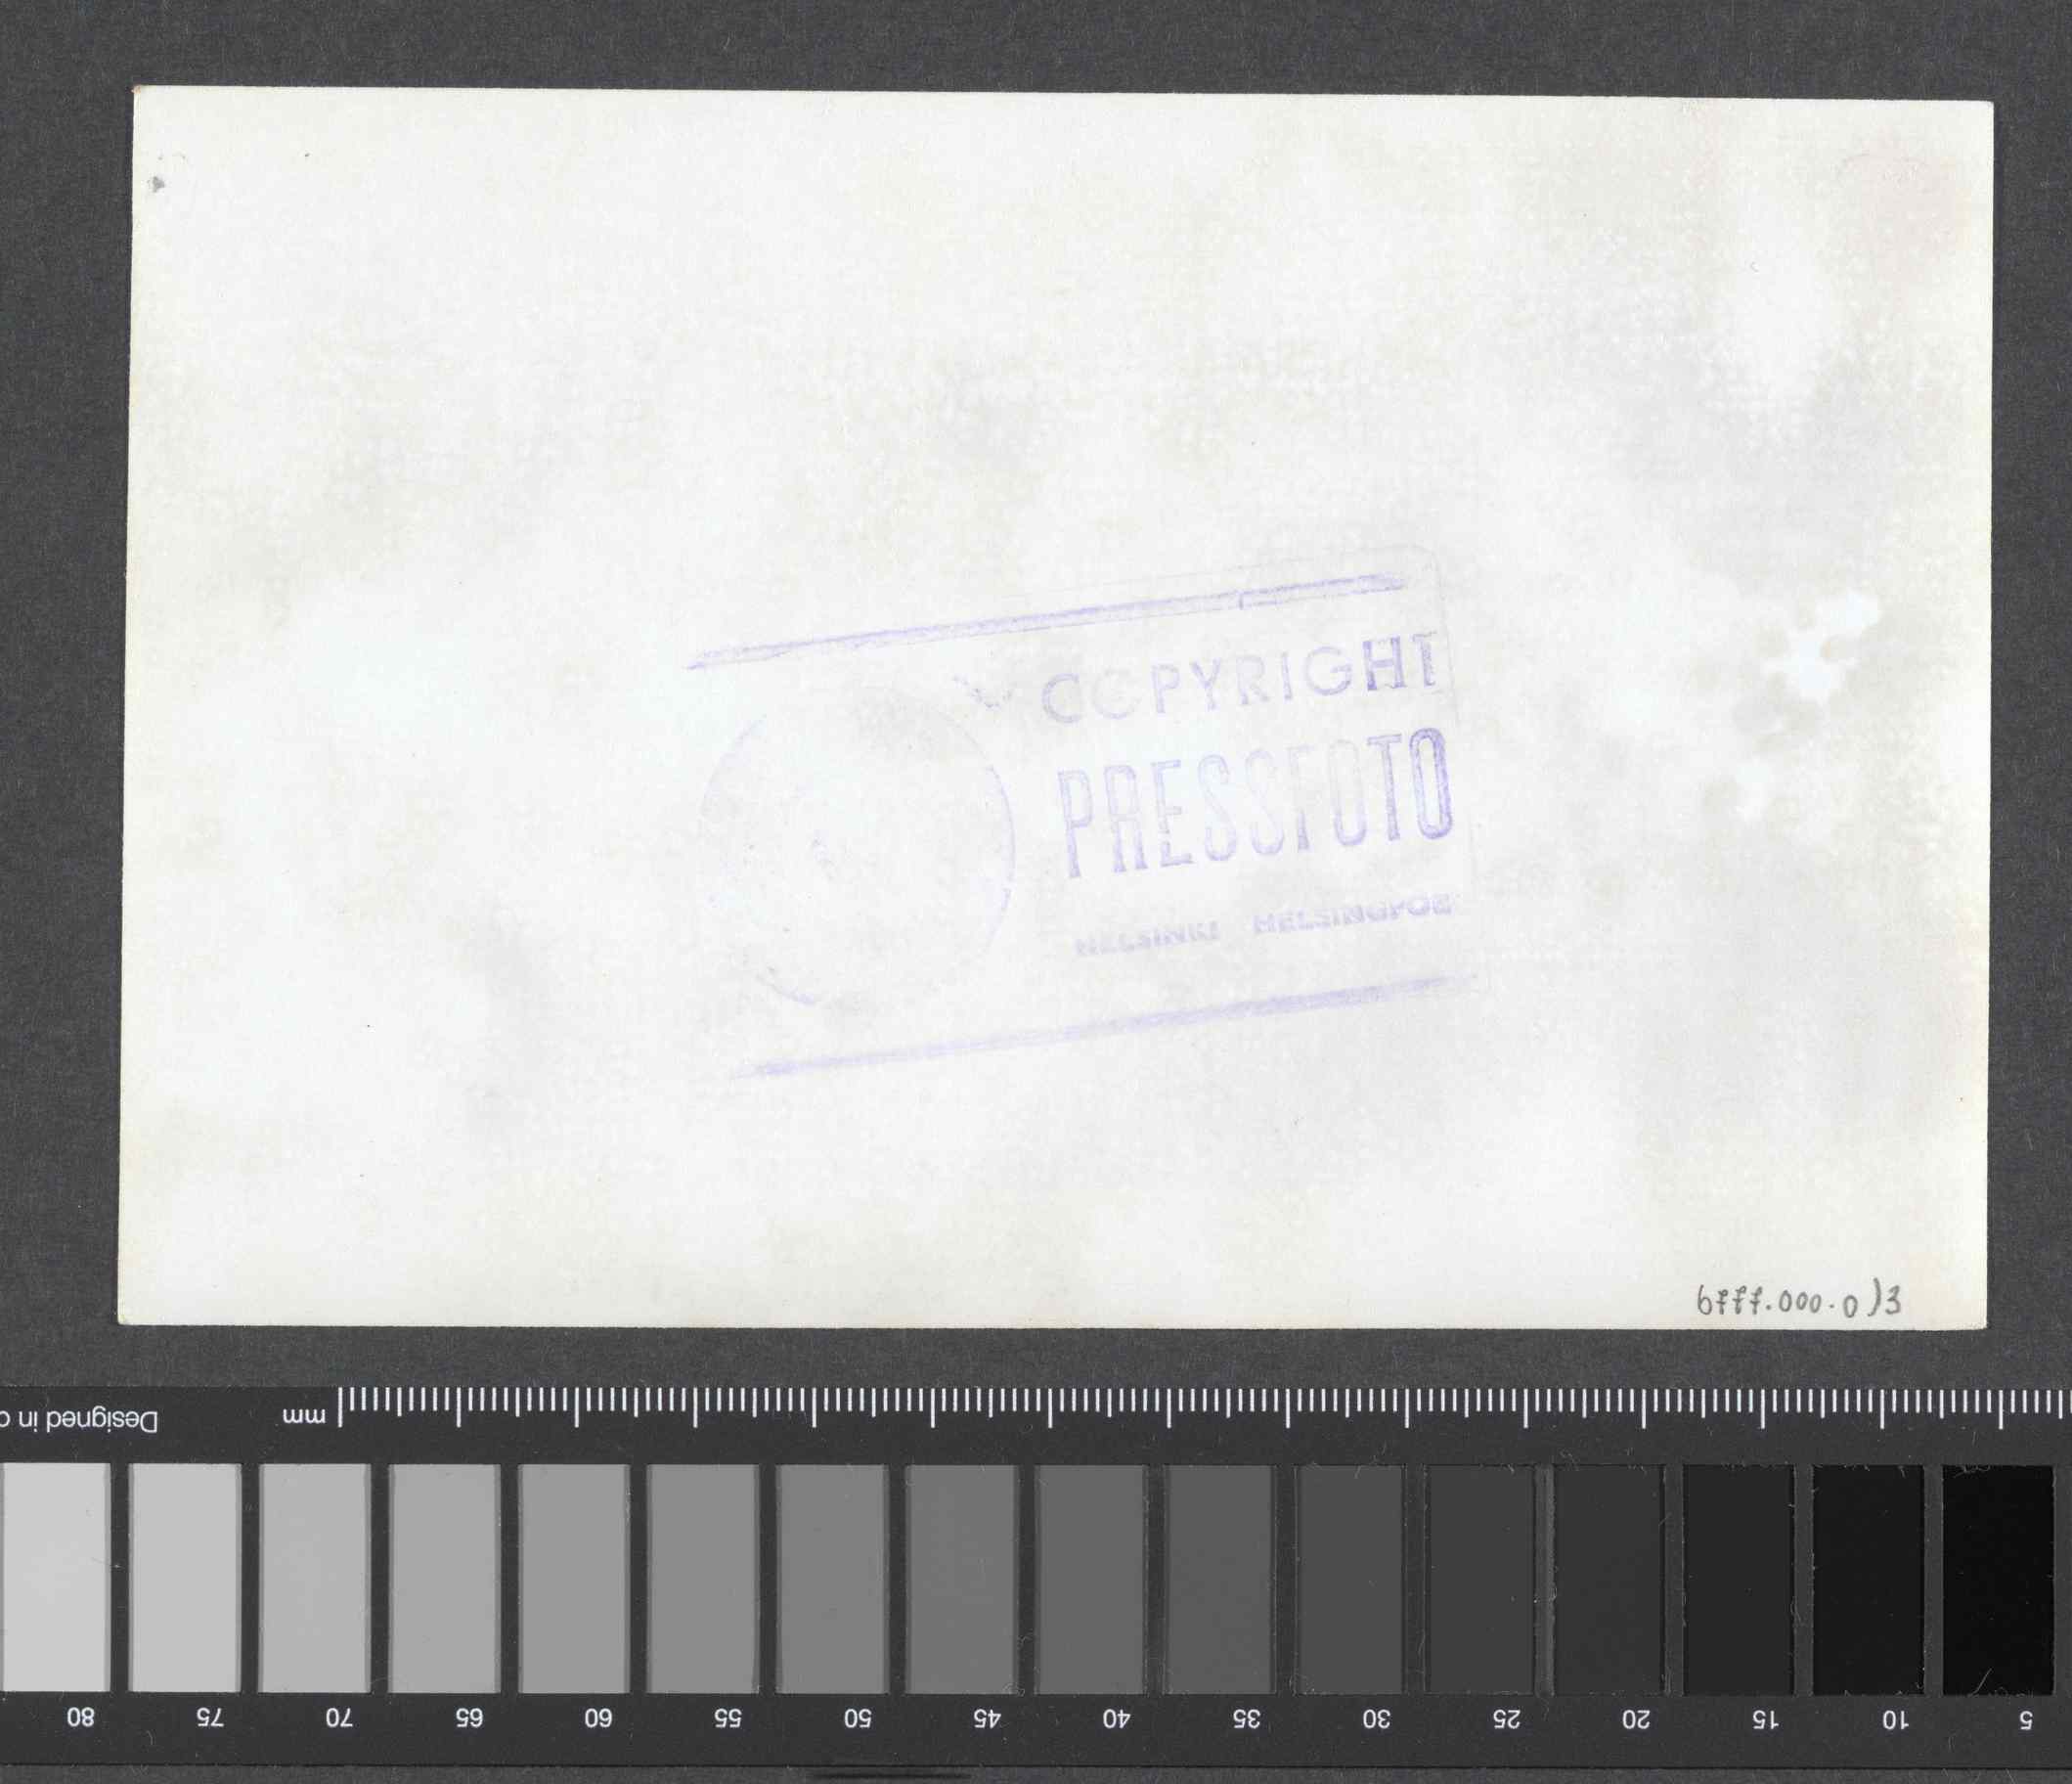 COPYRIGHT
PRESSFOTO
HELSINKI HELSINGFOR
Designed in
mm
80 75 70 65 60 55 50 45 40 35 30 25 20 15 10 5